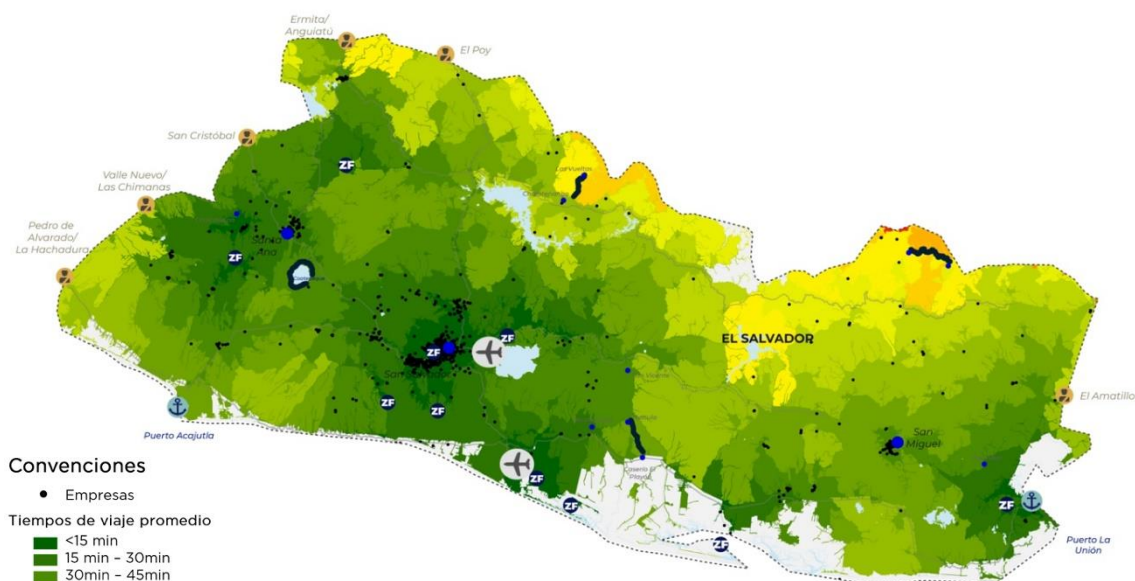 Ermita/
Anguiatú
El Poy
San Cristóbal
ZF
Valle Nuevo/
Las Chimanas
Pedro de
Alvarado/
La Hachadura
Santa
Ana
ZF
EL SALVADOR
ZF
ZF
El Amatillo
ZF
ZF
Puerto Acajutla
San
Miguel
Convenciones
Empresas
ZF
ZF
ZF
ZF
Puerto La
Unión
Tiempos de viaje promedio
<15 min
15 min – 30min
30min – 45min